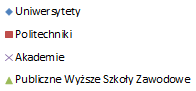 Uniwersytety
Politechniki
Akademie
Publiczne Wyższe Szkoły Zawodowe